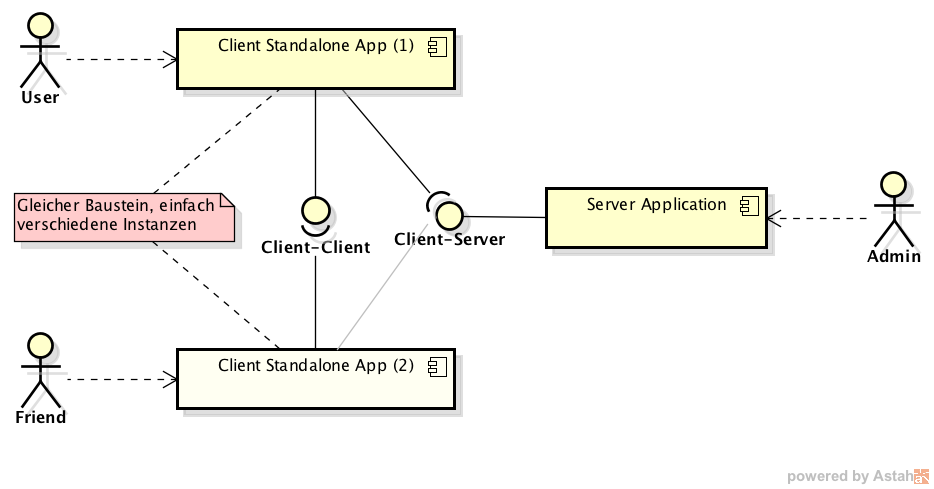 Client Standalone App (1)
User
Gleicher Baustein, einfach
verschiedene Instanzen
Client-Client
Client-Server
Server Application
Admin
Client Standalone App (2)
Friend
powered by Astah